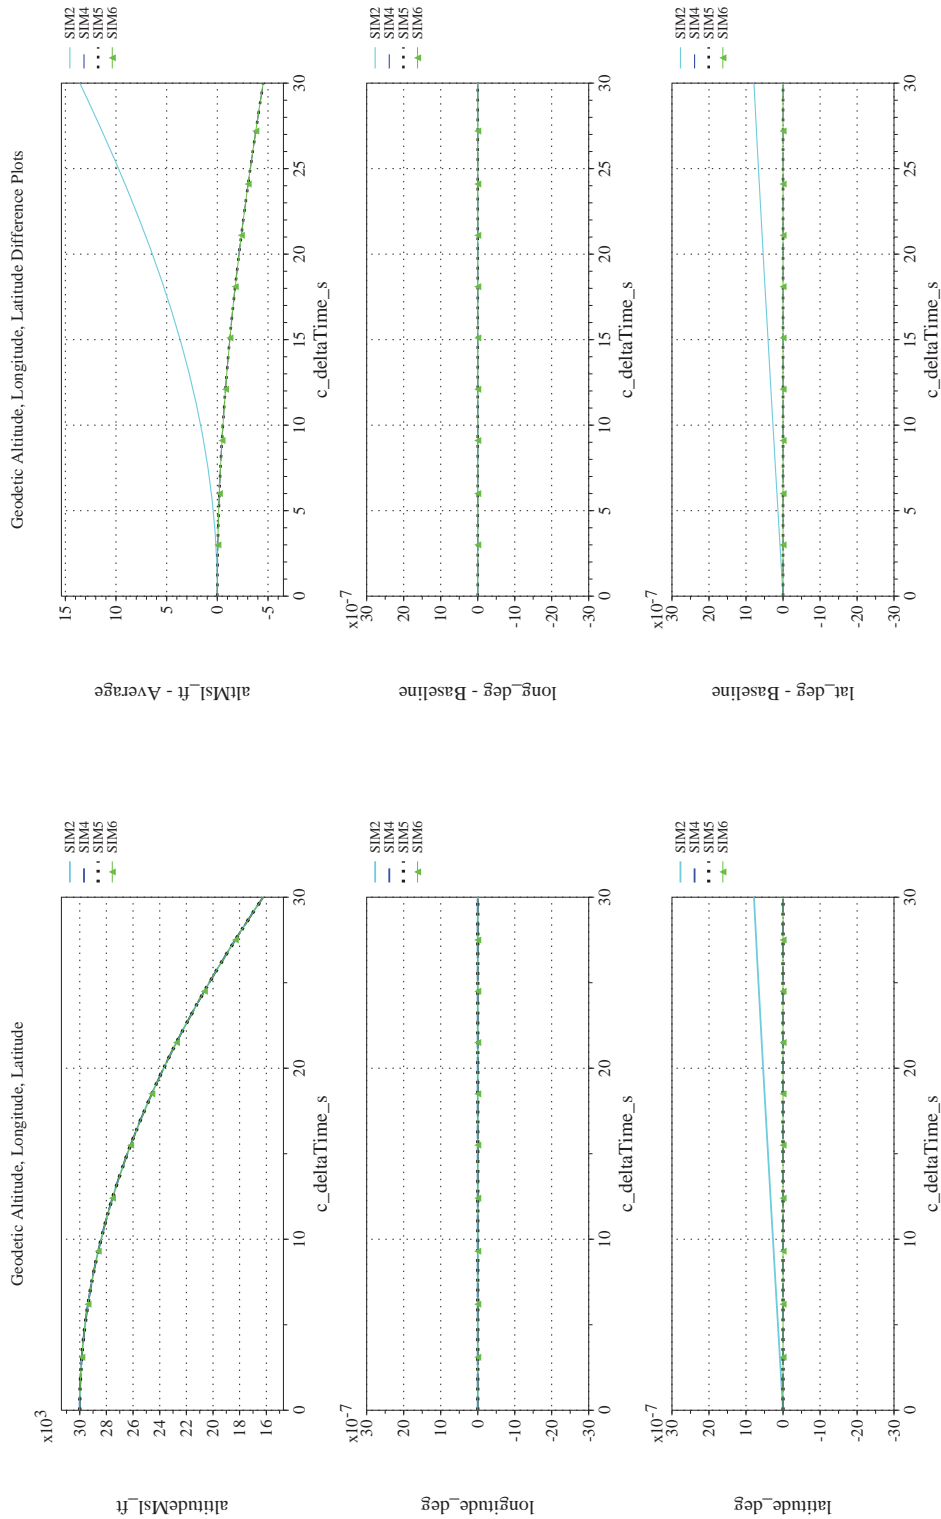 Geodetic Altitude, Longitude, Latitude
x10³
30
28
26
24
22
20
18
16
altitudeMsl_ft
0
10
20
30
c_deltaTime_s
SIM2
SIM4
SIM5
SIM6
x10⁻⁷
30
20
10
0
-10
-20
-30
longitude_deg
0
10
20
30
c_deltaTime_s
SIM2
SIM4
SIM5
SIM6
x10⁻⁷
30
20
10
0
-10
-20
-30
latitude_deg
0
10
20
30
c_deltaTime_s
SIM2
SIM4
SIM5
SIM6
Geodetic Altitude, Longitude, Latitude Difference Plots
15
10
5
0
-5
altMsl_ft - Average
0
5
10
15
20
25
30
c_deltaTime_s
SIM2
SIM4
SIM5
SIM6
x10⁻⁷
30
20
10
0
-10
-20
-30
long_deg - Baseline
0
5
10
15
20
25
30
c_deltaTime_s
SIM2
SIM4
SIM5
SIM6
x10⁻⁷
30
20
10
0
-10
-20
-30
lat_deg - Baseline
0
5
10
15
20
25
30
c_deltaTime_s
SIM2
SIM4
SIM5
SIM6